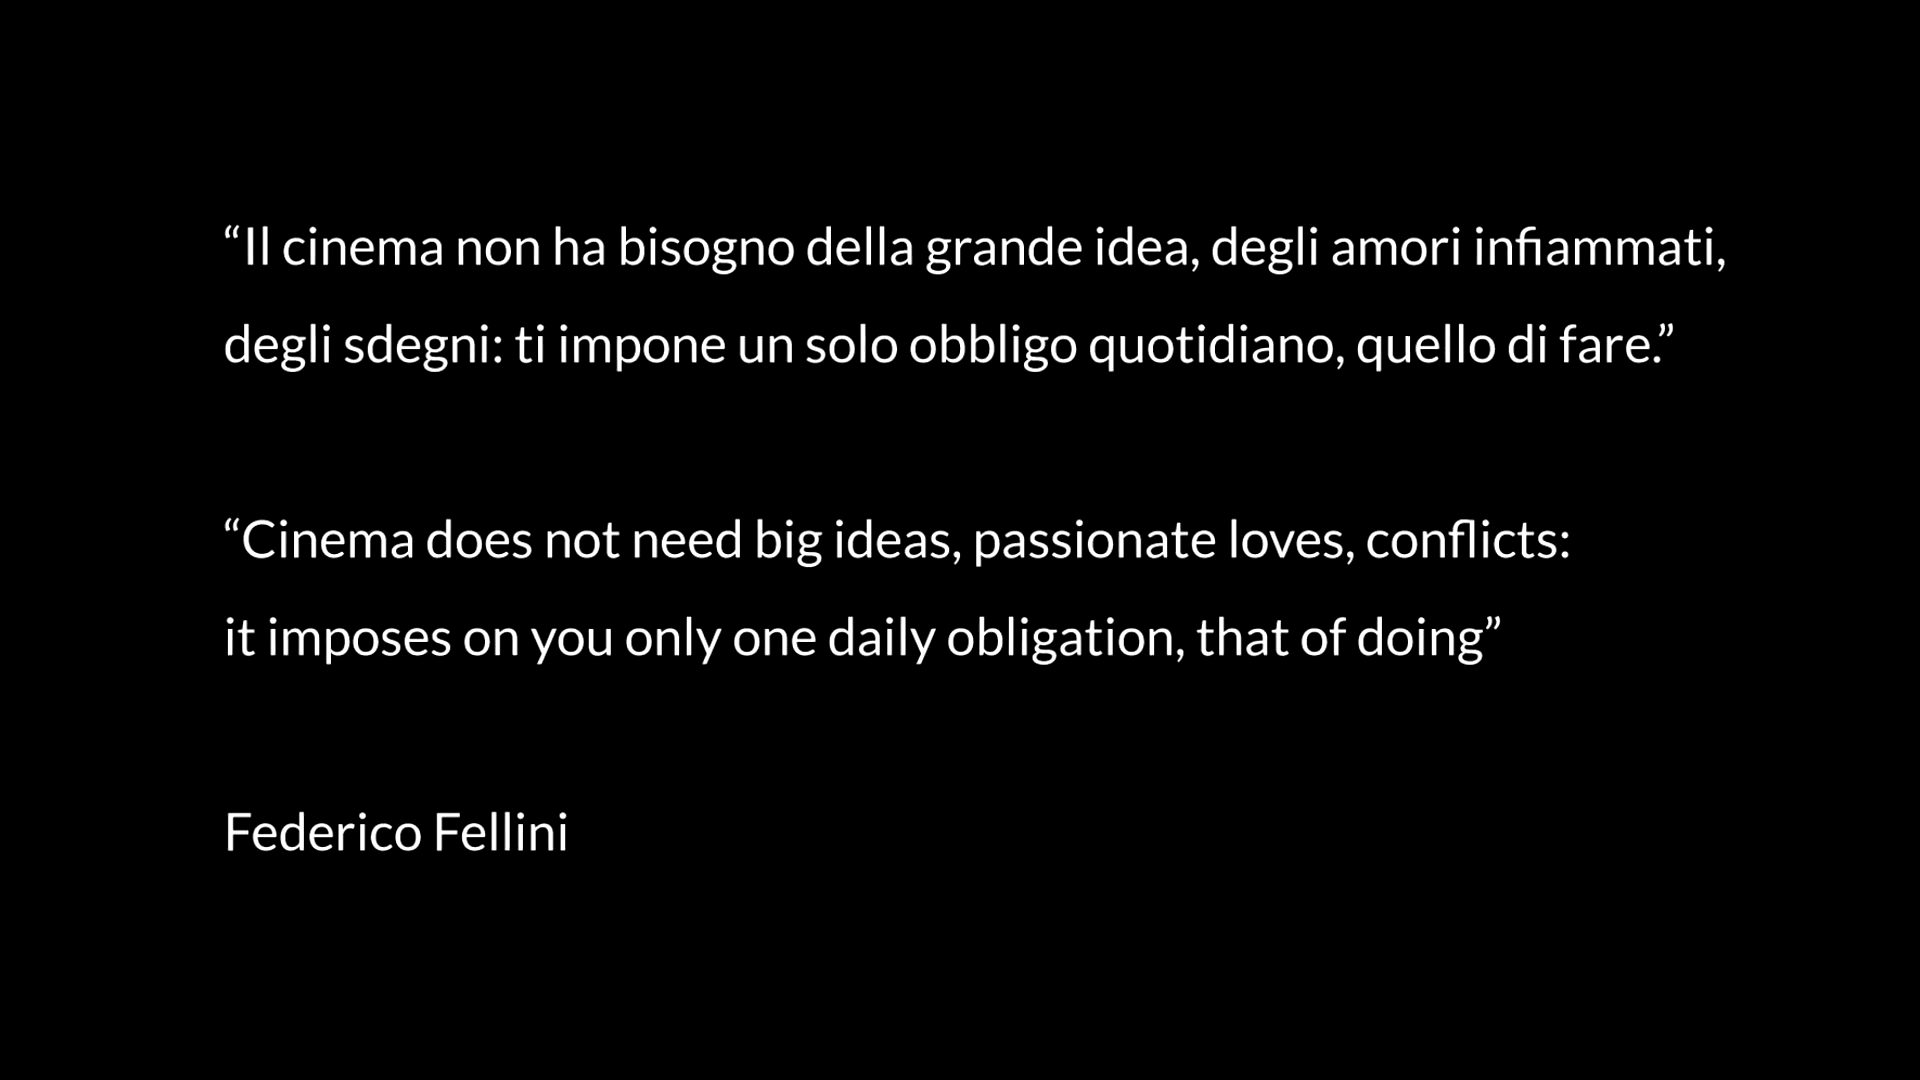 “Il cinema non ha bisogno della grande idea, degli amori infiammati,
degli sdegni: ti impone un solo obbligo quotidiano, quello di fare.”
“Cinema does not need big ideas, passionate loves, conflicts:
it imposes on you only one daily obligation, that of doing”
Federico Fellini